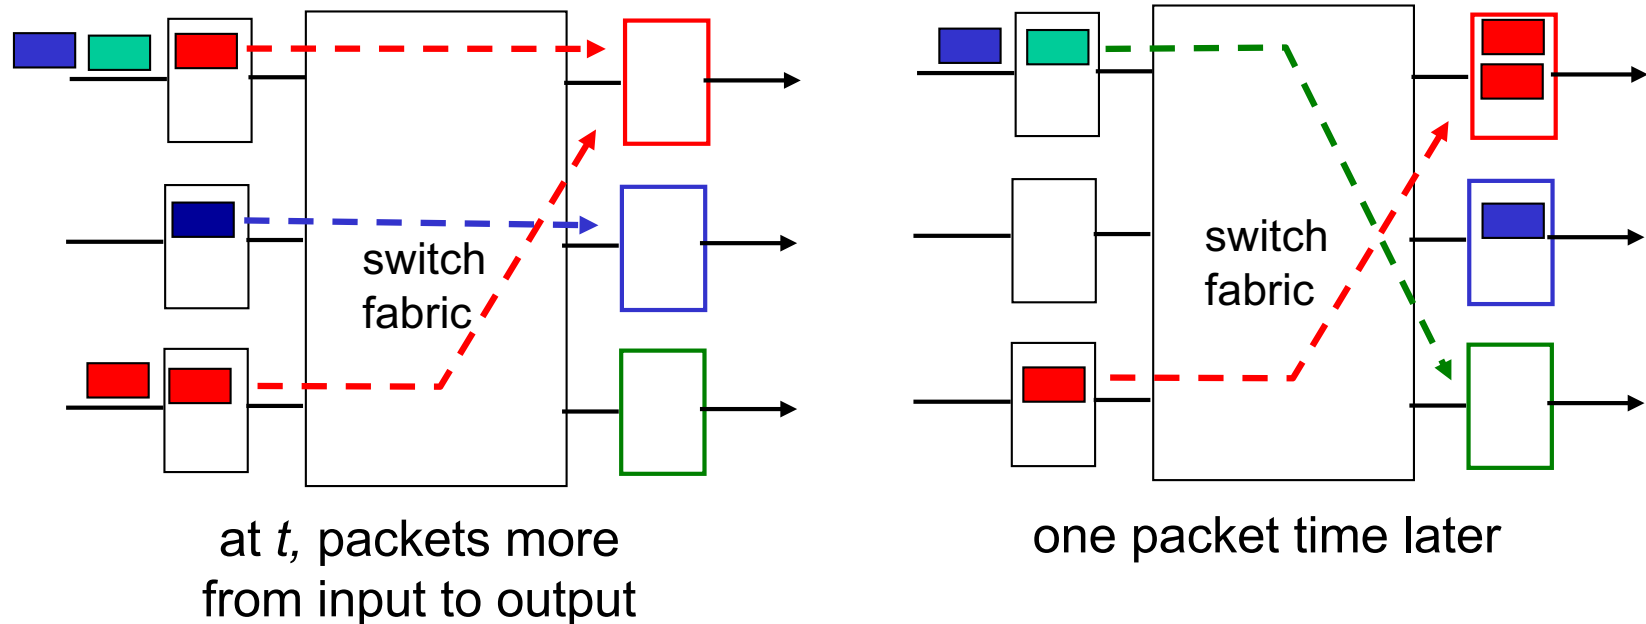 switch
fabric
at t, packets more
from input to output
switch
fabric
one packet time later